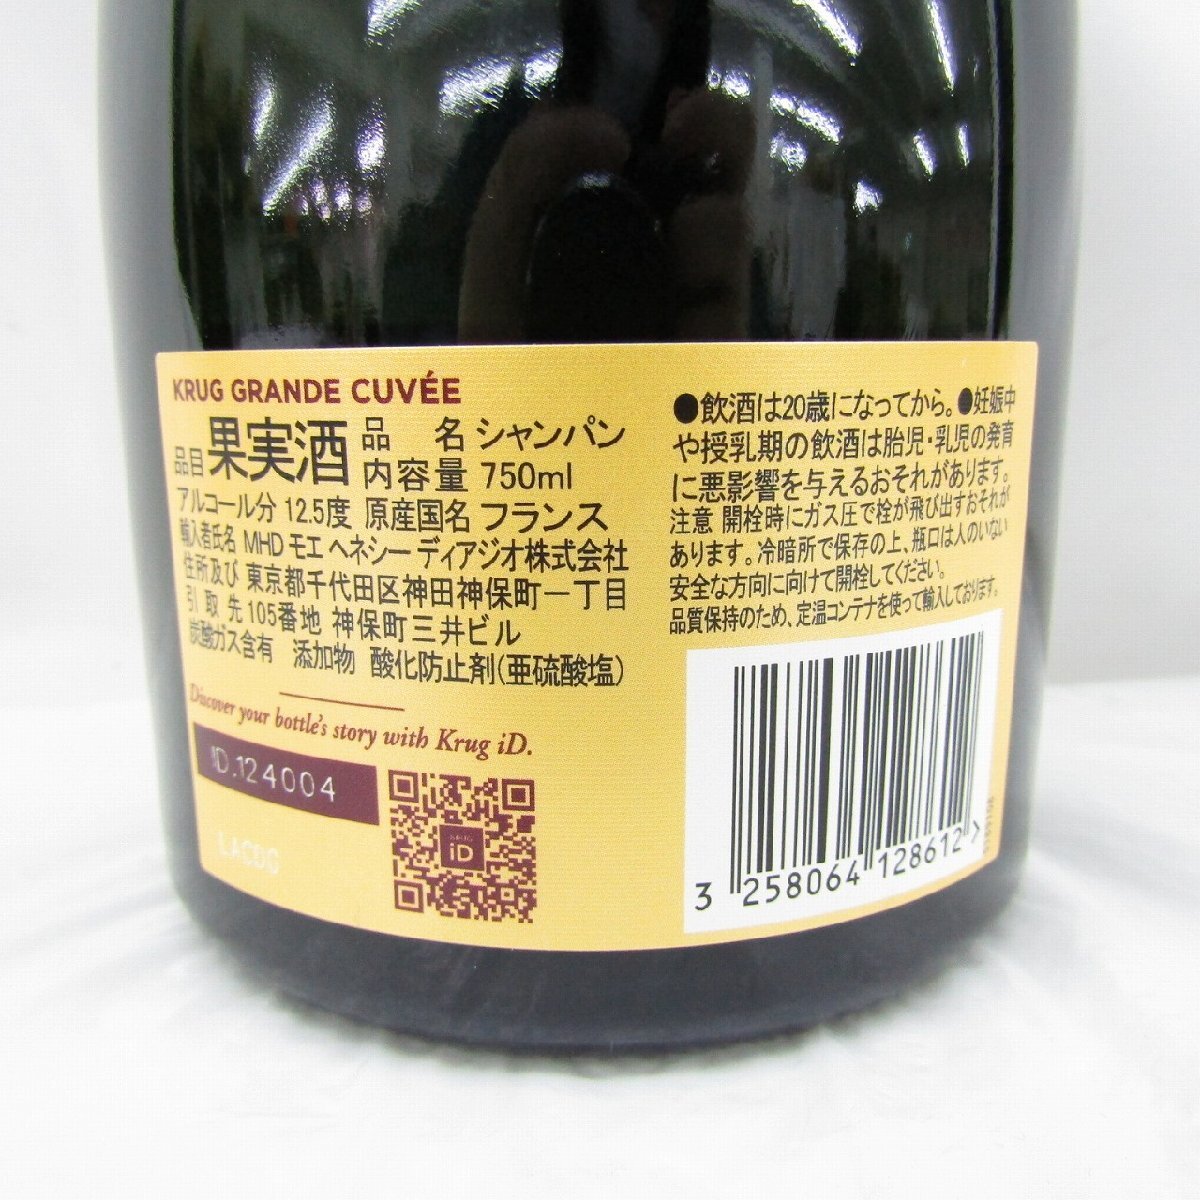 KRUG GRANDE CUVÉE
品目 果実酒 品名 シャンパン
内容量 750ml
アルコール分 12.5度 原産国名 フランス
輸入者氏名 MHD モエ ヘネシー ディアジオ株式会社
住所及び 東京都千代田区神田神保町一丁目
引取先 105番地 神保町三井ビル
炭酸ガス含有 添加物 酸化防止剤(亜硫酸塩)
Discover your bottle's story with Krug iD.
iD.124004
LACDG
KRUG
iD
●飲酒は20歳になってから。●妊娠中
や授乳期の飲酒は胎児・乳児の発育
に悪影響を与えるおそれがあります。
注意 開栓時にガス圧で栓が飛び出すおそれが
あります。冷暗所で保存の上、瓶口は人のいない
安全な方向に向けて開栓してください。
品質保持のため、定温コンテナを使って輸入しております。
3 258064 128612 >